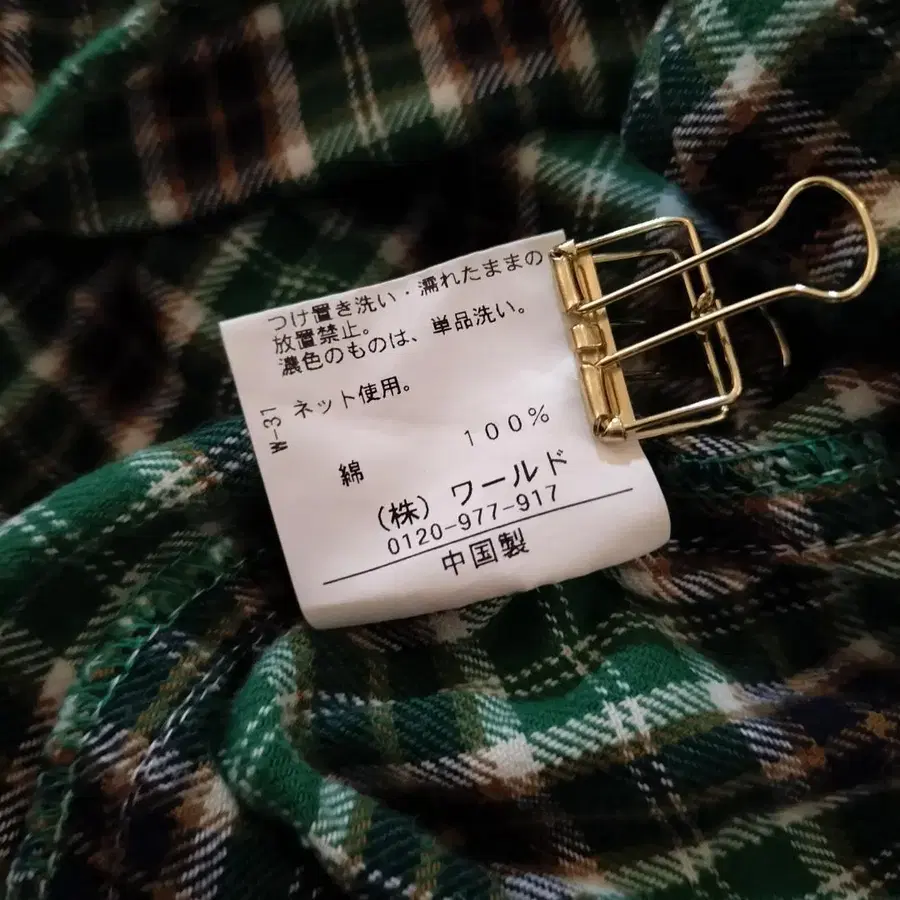 つけ置き洗い・濡れたままの
放置禁止。
濃色のものは、単品洗い。
ネット使用。
W-31
綿 100%
(株) ワールド
0120-977-917
中国製